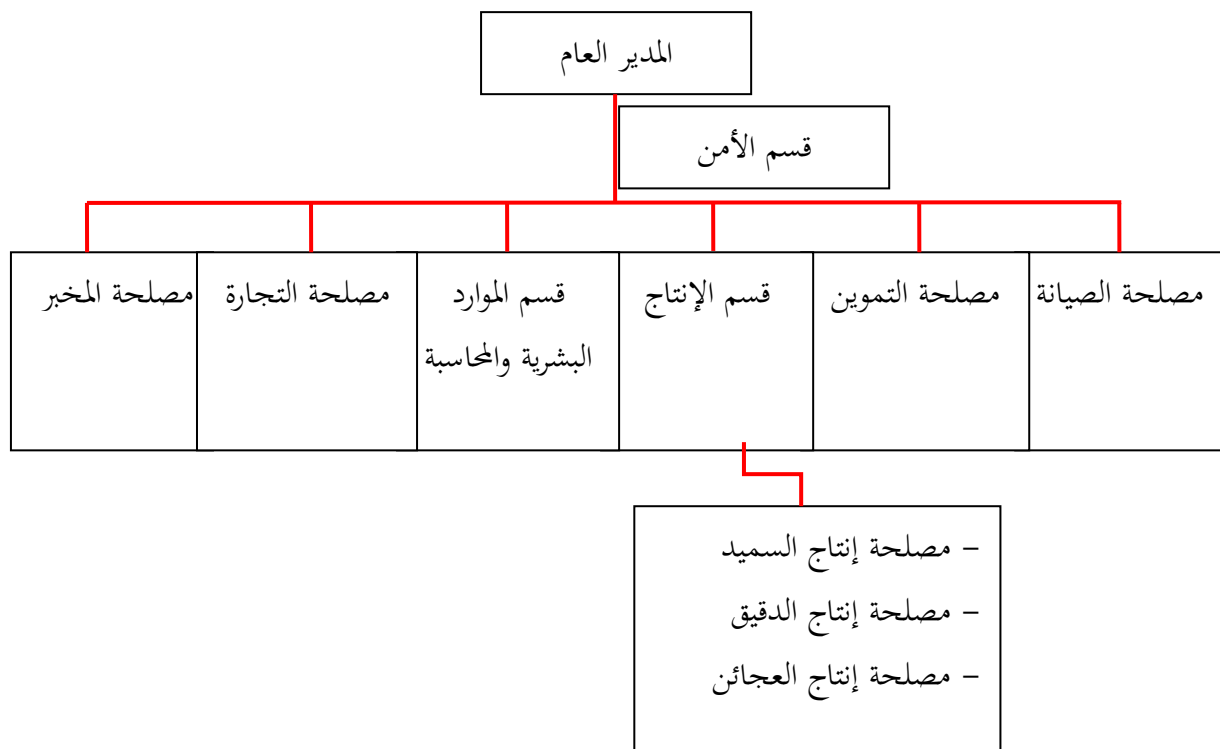 المدير العام
قسم الأمن
مصلحة الصيانة
مصلحة التموين
قسم الإنتاج
قسم الموارد
البشرية والمحاسبة
مصلحة التجارة
مصلحة المخبر
– مصلحة إنتاج السميد
– مصلحة إنتاج الدقيق
– مصلحة إنتاج العجائن